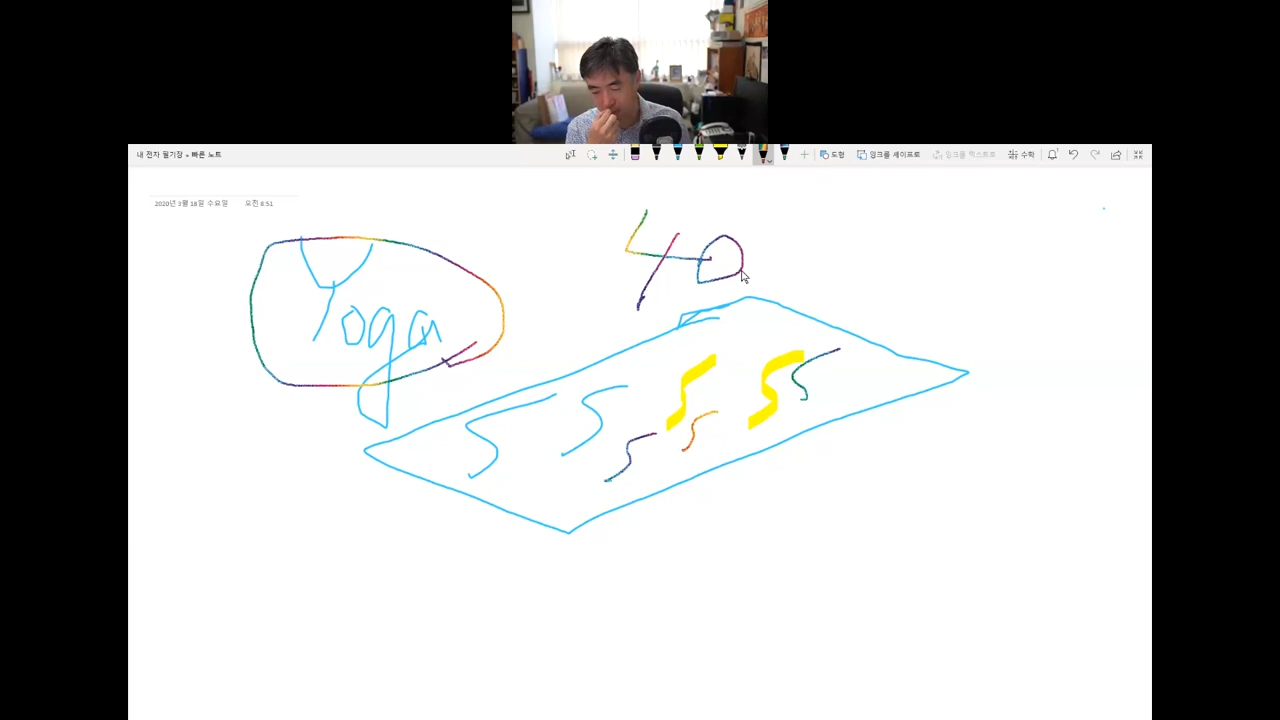 내 전자 필기장 » 빠른 노트
도형 잉크를 셰이프로 잉크를 텍스트로 수학
2020년 3월 18일 수요일 오전 8:51
40
Yoga